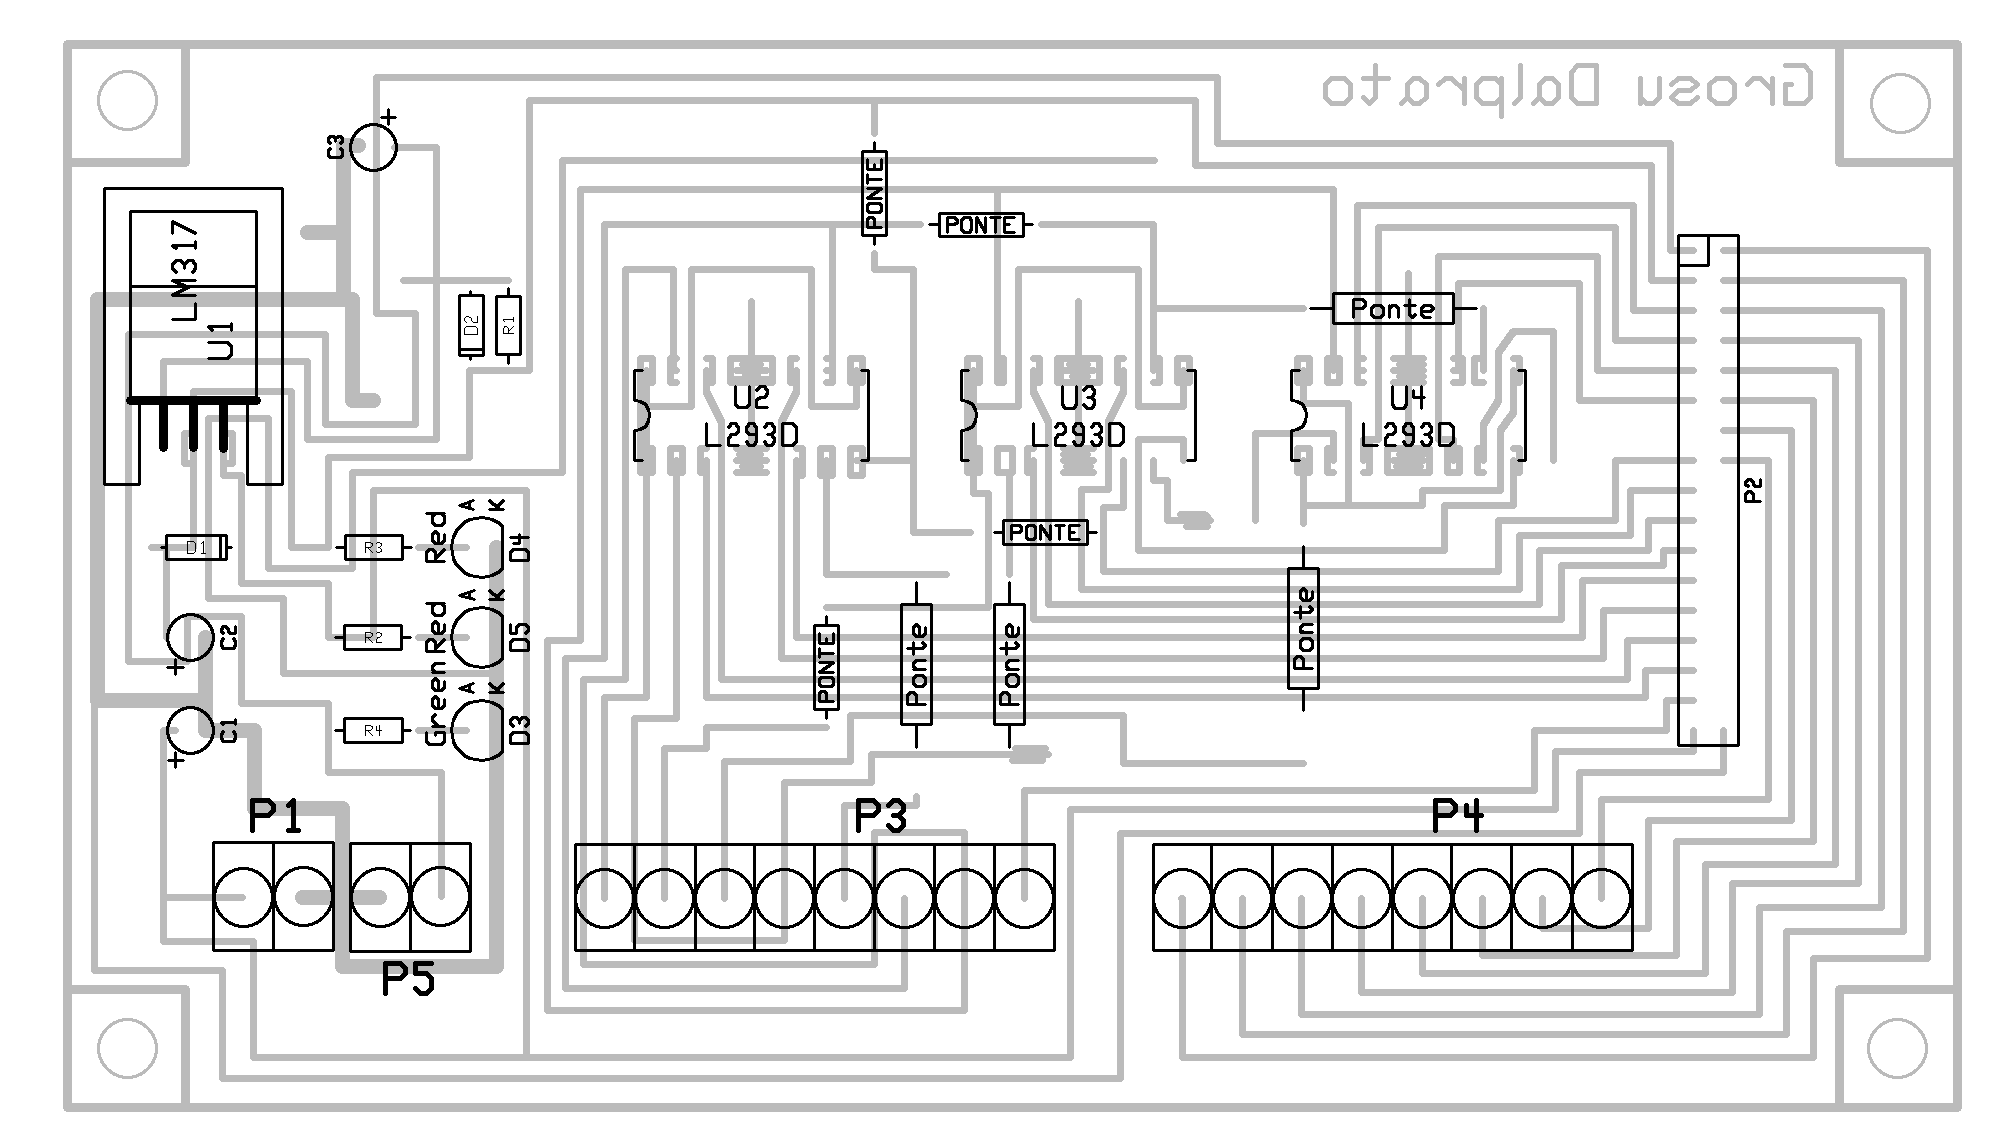 Grosu Dalprato
C3
+
PONTE
PONTE
LM317
U1
D2
R1
Ponte
U2
L293D
U3
L293D
U4
L293D
P2
A
K
Red
D4
D1
R3
PONTE
A
K
Red
D5
C2
+
R2
PONTE
Ponte
Ponte
Ponte
A
K
Green
D3
C1
+
R4
P1
P3
P4
P5